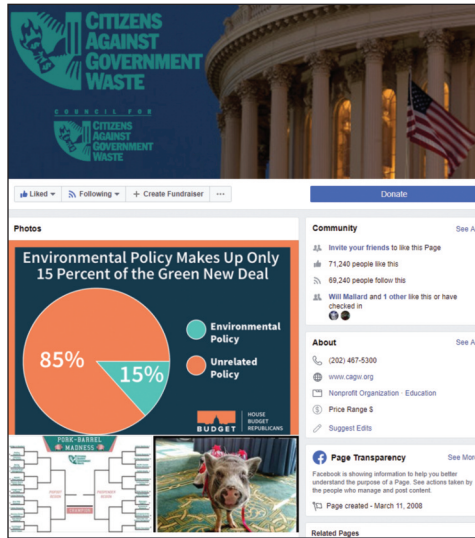 CITIZENS
AGAINST
GOVERNMENT
WASTE
COUNCIL FOR
CITIZENS
AGAINST
GOVERNMENT
WASTE
Liked
Following
+ Create Fundraiser
...
Donate
Photos
Environmental Policy Makes Up Only
15 Percent of the Green New Deal
85%
15%
Environmental
Policy
Unrelated
Policy
BUDGET
HOUSE
BUDGET
REPUBLICANS
PORK-BARREL
MADNESS
CHAMPION
Community
See A
Invite your friends to like this Page
71,240 people like this
69,240 people follow this
Will Mallard and 1 other like this or have
checked in
About
See A
(202) 467-5300
www.cagw.org
Nonprofit Organization · Education
Price Range $
Suggest Edits
Page Transparency
See Mor
Facebook is showing information to help you better
understand the purpose of a Page. See actions taken by
the people who manage and post content.
Page created - March 11, 2008
Related Pages